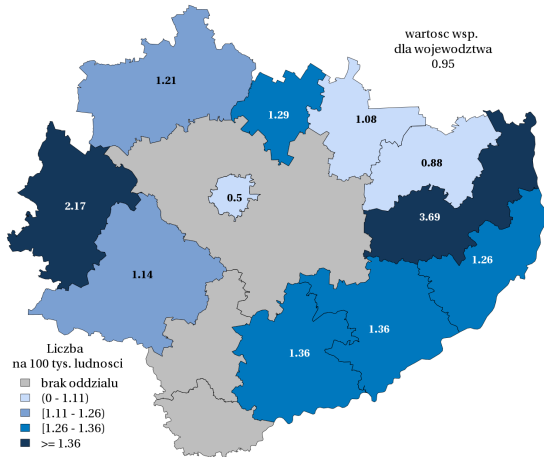 wartosc wsp.
dla wojewodztwa
0.95
1.21
1.29
1.08
0.88
0.5
2.17
3.69
1.26
1.14
1.36
1.36
Liczba
na 100 tys. ludnosci
brak oddzialu
(0 - 1.11)
[1.11 - 1.26)
[1.26 - 1.36)
>= 1.36